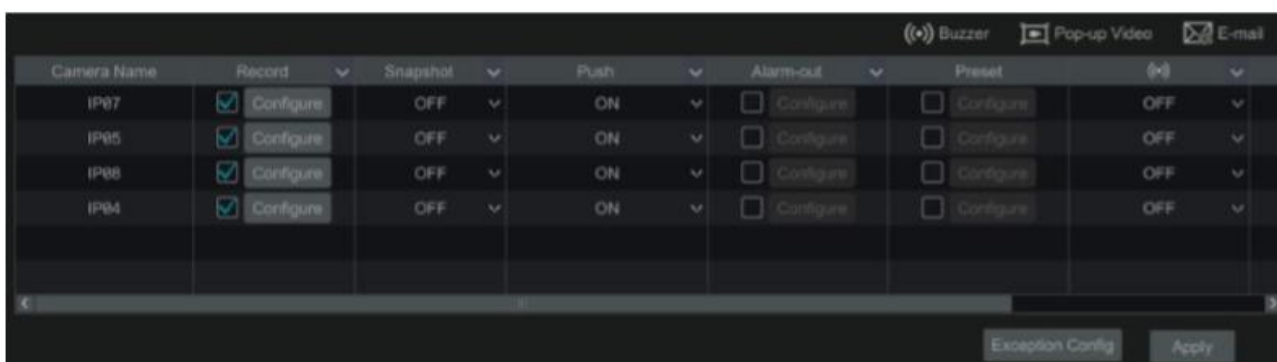 Buzzer Pop-up Video E-mail
Camera Name Record Snapshot Push Alarm-out Preset
IP07 Configure OFF ON Configure Configure OFF
IP05 Configure OFF ON Configure Configure OFF
IP08 Configure OFF ON Configure Configure OFF
IP04 Configure OFF ON Configure Configure OFF
Exception Config Apply